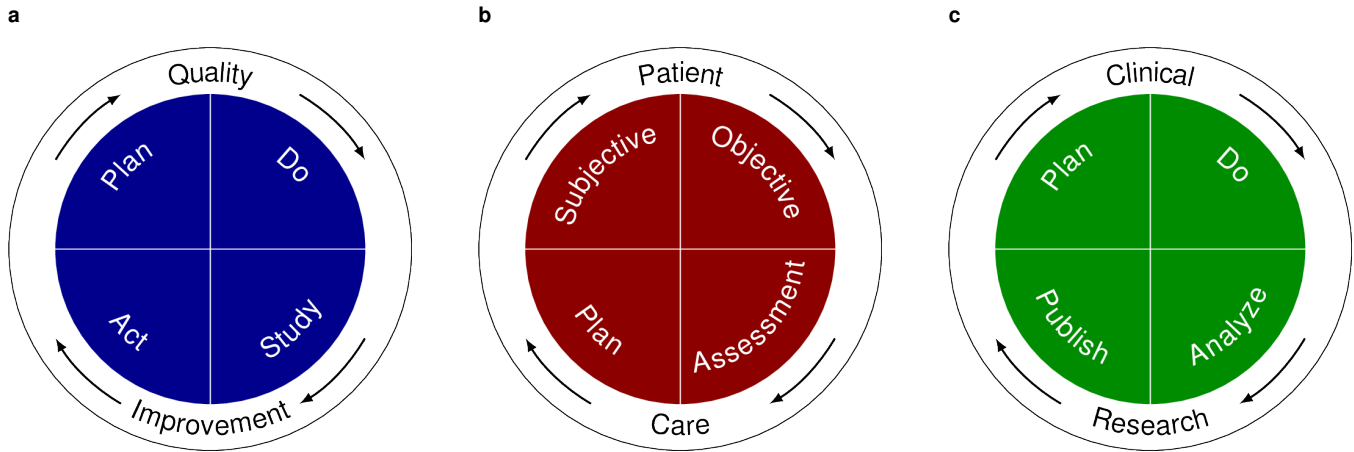 a
Quality
Plan
Do
Study
Act
Improvement
b
Patient
Subjective
Objective
Assessment
Plan
Care
c
Clinical
Plan
Do
Analyze
Publish
Research